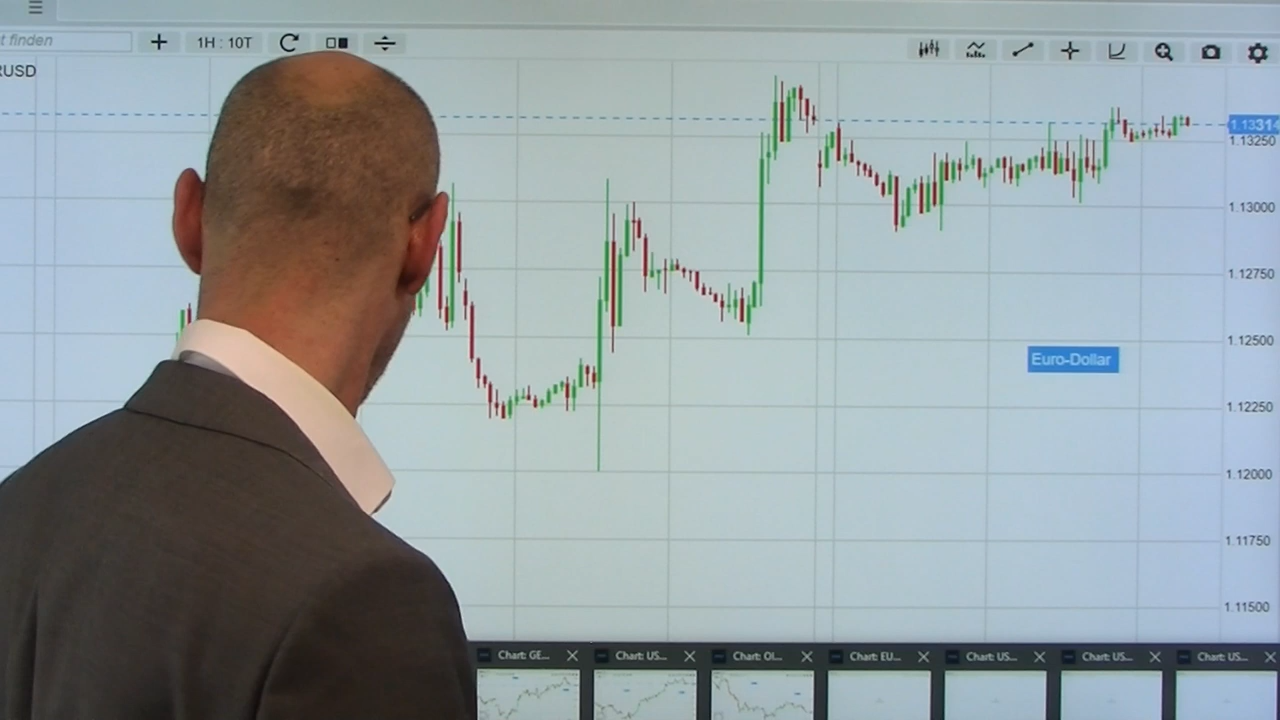 t finden
1H : 10T
RUSD
1.13314
1.13250
1.13000
1.12750
1.12500
Euro-Dollar
1.12250
1.12000
1.11750
1.11500
Chart: GE...
Chart: US...
Chart: OI...
Chart: EU...
Chart: US...
Chart: US...
Chart: US...